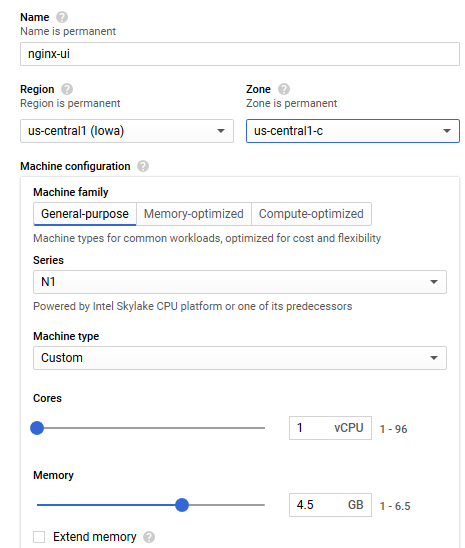 Name ?
Name is permanent
nginx-ui
Region ? Zone ?
Region is permanent Zone is permanent
us-central1 (Iowa) us-central1-c
Machine configuration ?
Machine family
General-purpose Memory-optimized Compute-optimized
Machine types for common workloads, optimized for cost and flexibility
Series
N1
Powered by Intel Skylake CPU platform or one of its predecessors
Machine type
Custom
Cores
1 vCPU 1 - 96
Memory
4.5 GB 1 - 6.5
Extend memory ?